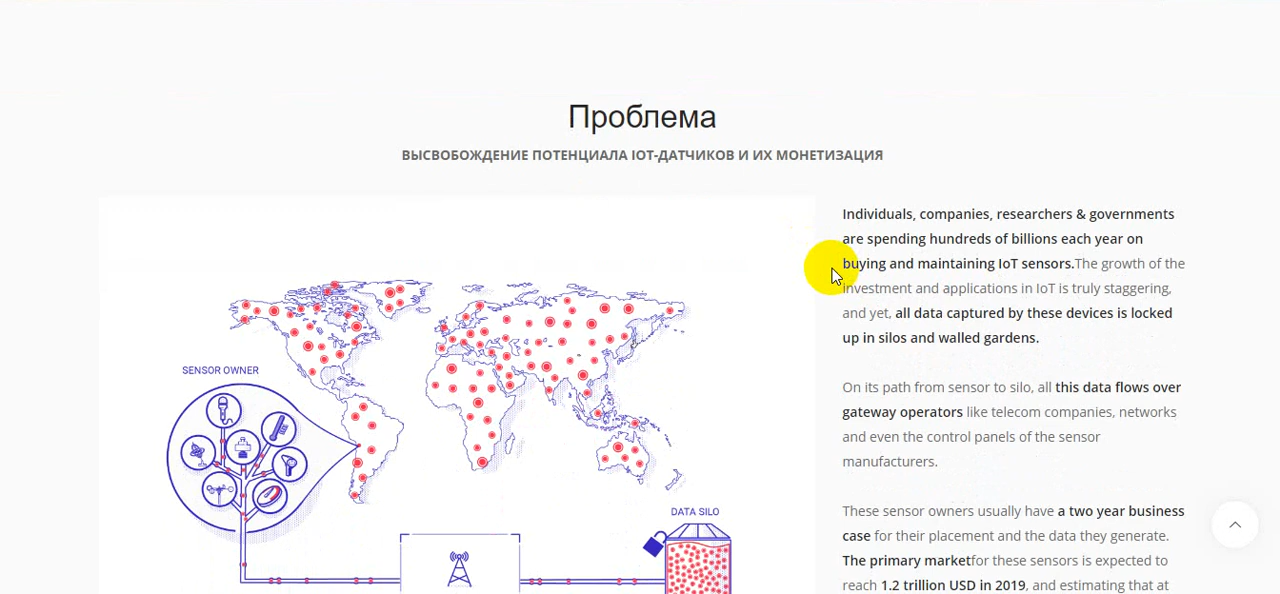 Проблема
ВЫСВОБОЖДЕНИЕ ПОТЕНЦИАЛА IOT-ДАТЧИКОВ И ИХ МОНЕТИЗАЦИЯ
SENSOR OWNER
DATA SILO
Individuals, companies, researchers & governments
are spending hundreds of billions each year on
buying and maintaining IoT sensors.The growth of the
investment and applications in IoT is truly staggering,
and yet, all data captured by these devices is locked
up in silos and walled gardens.
On its path from sensor to silo, all this data flows over
gateway operators like telecom companies, networks
and even the control panels of the sensor
manufacturers.
These sensor owners usually have a two year business
case for their placement and the data they generate.
The primary marketfor these sensors is expected to
reach 1.2 trillion USD in 2019, and estimating that at